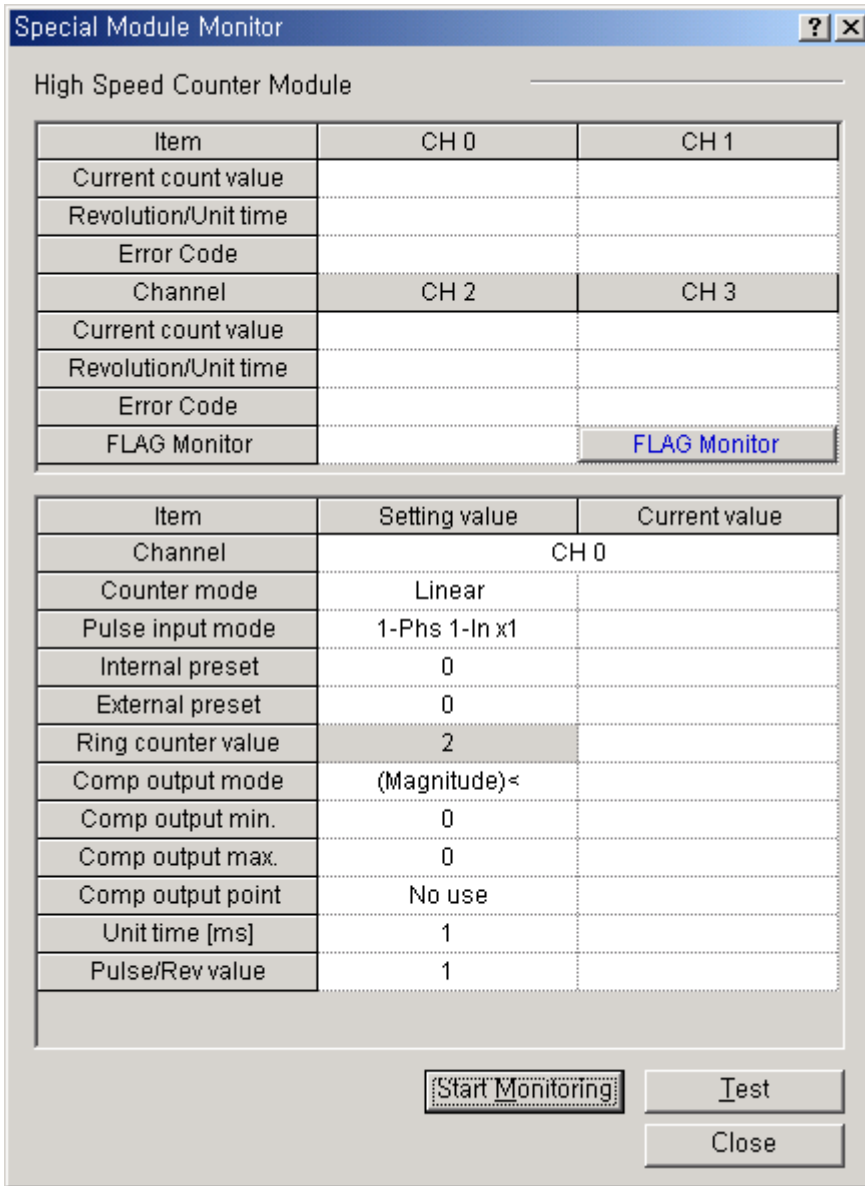 Special Module Monitor ? X
High Speed Counter Module
Item CH 0 CH 1
Current count value
Revolution/Unit time
Error Code
Channel CH 2 CH 3
Current count value
Revolution/Unit time
Error Code
FLAG Monitor FLAG Monitor
Item Setting value Current value
Channel CH 0
Counter mode Linear
Pulse input mode 1-Phs 1-In x1
Internal preset 0
External preset 0
Ring counter value 2
Comp output mode (Magnitude)<
Comp output min. 0
Comp output max. 0
Comp output point No use
Unit time [ms] 1
Pulse/Rev value 1
Start Monitoring Test
Close